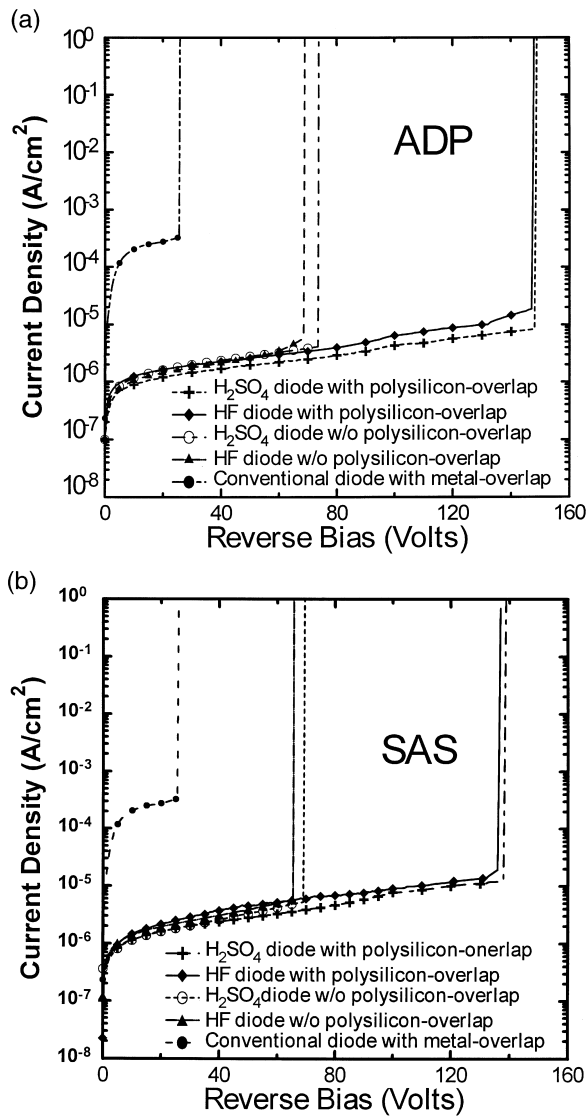 (a)
10^0
10^-1
10^-2
10^-3
10^-4
10^-5
10^-6
10^-7
10^-8
Current Density (A/cm^2)
ADP
H2SO4 diode with polysilicon-overlap
HF diode with polysilicon-overlap
H2SO4 diode w/o polysilicon-overlap
HF diode w/o polysilicon-overlap
Conventional diode with metal-overlap
0 40 80 120 160
Reverse Bias (Volts)
(b)
10^0
10^-1
10^-2
10^-3
10^-4
10^-5
10^-6
10^-7
10^-8
Current Density (A/cm^2)
SAS
H2SO4 diode with polysilicon-onerlap
HF diode with polysilicon-overlap
H2SO4diode w/o polysilicon-overlap
HF diode w/o polysilicon-overlap
Conventional diode with metal-overlap
0 40 80 120 160
Reverse Bias (Volts)